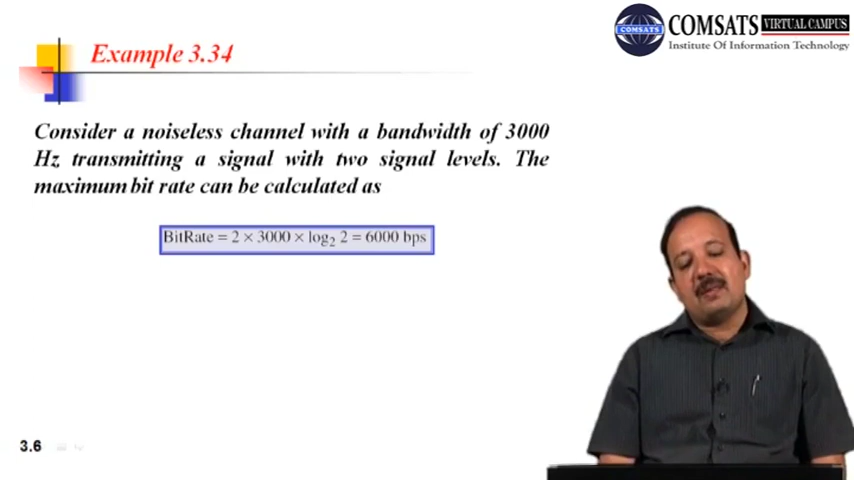 COMSATS VIRTUAL CAMPUS
COMSATS
Institute Of Information Technology
Example 3.34
Consider a noiseless channel with a bandwidth of 3000
Hz transmitting a signal with two signal levels. The
maximum bit rate can be calculated as
BitRate = 2 × 3000 × log₂ 2 = 6000 bps
3.6